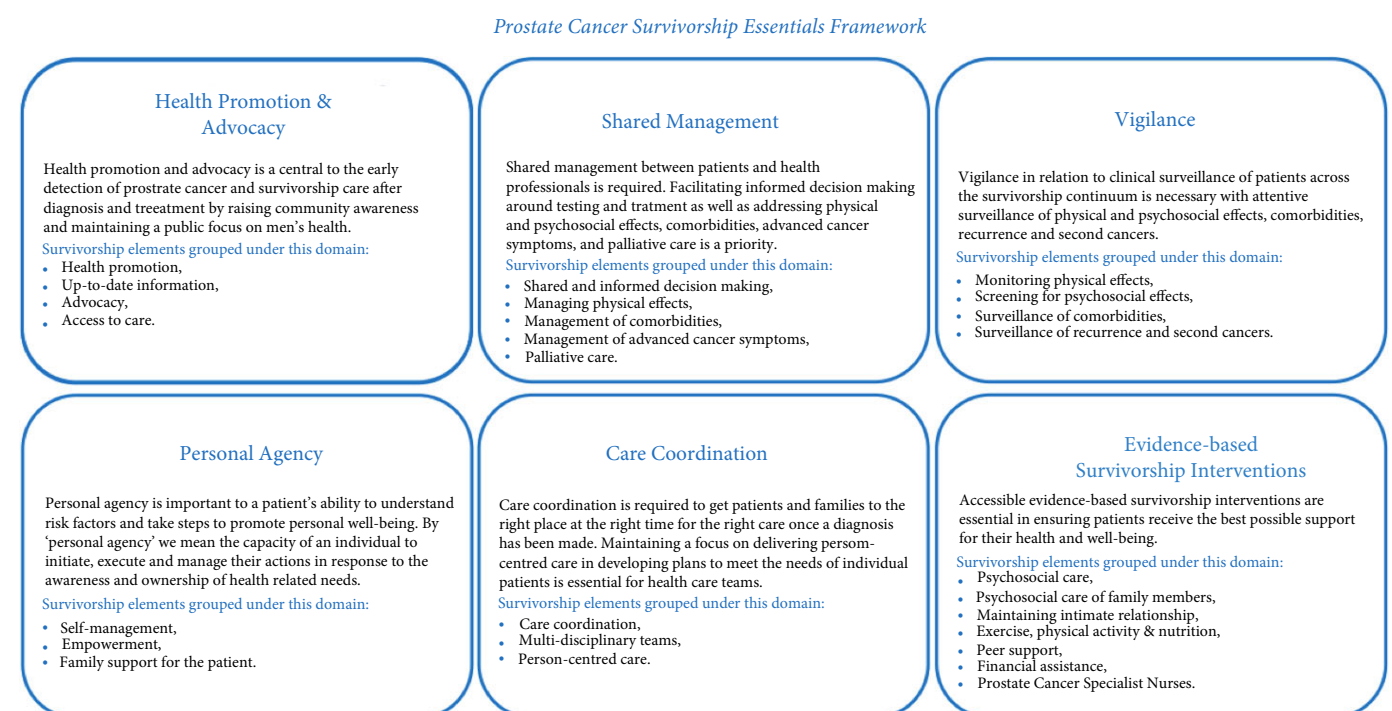 Prostate Cancer Survivorship Essentials Framework
Health Promotion &
Advocacy
Health promotion and advocacy is a central to the early
detection of prostrate cancer and survivorship care after
diagnosis and treeatment by raising community awareness
and maintaining a public focus on men's health.
Survivorship elements grouped under this domain:
• Health promotion,
• Up-to-date information,
• Advocacy,
• Access to care.
Shared Management
Shared management between patients and health
professionals is required. Facilitating informed decision making
around testing and tratment as well as addressing physical
and psychosocial effects, comorbidities, advanced cancer
symptoms, and palliative care is a priority.
Survivorship elements grouped under this domain:
• Shared and informed decision making,
• Managing physical effects,
• Management of comorbidities,
• Management of advanced cancer symptoms,
• Palliative care.
Vigilance
Vigilance in relation to clinical surveillance of patients across
the survivorship continuum is necessary with attentive
surveillance of physical and psychosocial effects, comorbidities,
recurrence and second cancers.
Survivorship elements grouped under this domain:
• Monitoring physical effects,
• Screening for psychosocial effects,
• Surveillance of comorbidities,
• Surveillance of recurrence and second cancers.
Personal Agency
Personal agency is important to a patient's ability to understand
risk factors and take steps to promote personal well-being. By
'personal agency' we mean the capacity of an individual to
initiate, execute and manage their actions in response to the
awareness and ownership of health related needs.
Survivorship elements grouped under this domain:
• Self-management,
• Empowerment,
• Family support for the patient.
Care Coordination
Care coordination is required to get patients and families to the
right place at the right time for the right care once a diagnosis
has been made. Maintaining a focus on delivering persom-
centred care in developing plans to meet the needs of individual
patients is essential for health care teams.
Survivorship elements grouped under this domain:
• Care coordination,
• Multi-disciplinary teams,
• Person-centred care.
Evidence-based
Survivorship Interventions
Accessible evidence-based survivorship interventions are
essential in ensuring patients receive the best possible support
for their health and well-being.
Survivorship elements grouped under this domain:
• Psychosocial care,
• Psychosocial care of family members,
• Maintaining intimate relationship,
• Exercise, physical activity & nutrition,
• Peer support,
• Financial assistance,
• Prostate Cancer Specialist Nurses.